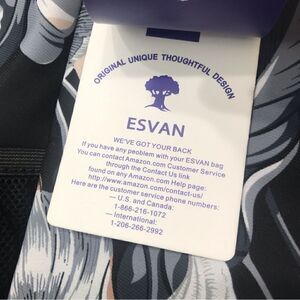 ORIGINAL UNIQUE THOUGHTFUL DESIGN
ESVAN
WE'VE GOT YOUR BACK
If you have any peoblem with your ESVAN bag
You can contact Amazon.com Customer Service
through the Contact Us link
found on any Amazon.com Help page:
http://www.amazon.com/contact-us/
Here are the customer service phone numbers:
— U.S. and Canada:
1-866-216-1072
— International:
1-206-266-2992